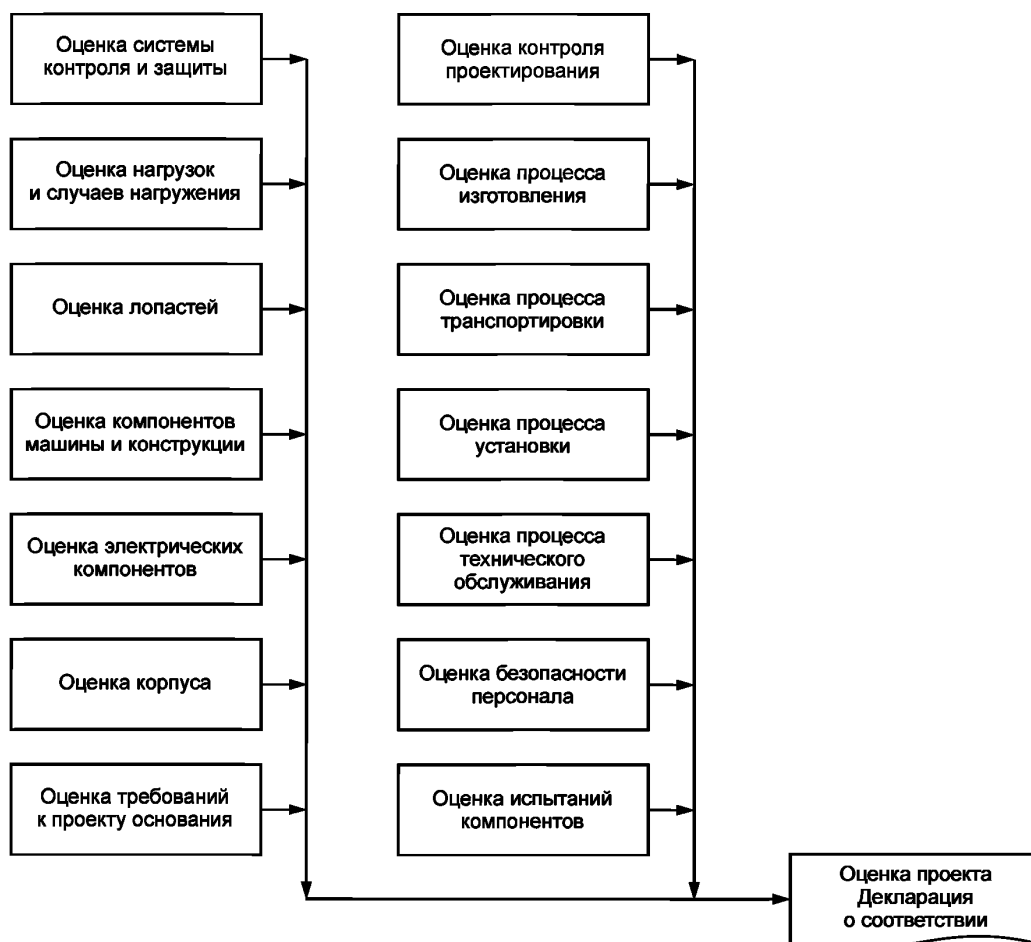 Оценка системы
контроля и защиты
Оценка нагрузок
и случаев нагружения
Оценка лопастей
Оценка компонентов
машины и конструкции
Оценка электрических
компонентов
Оценка корпуса
Оценка требований
к проекту основания
Оценка контроля
проектирования
Оценка процесса
изготовления
Оценка процесса
транспортировки
Оценка процесса
установки
Оценка процесса
технического
обслуживания
Оценка безопасности
персонала
Оценка испытаний
компонентов
Оценка проекта
Декларация
о соответствии